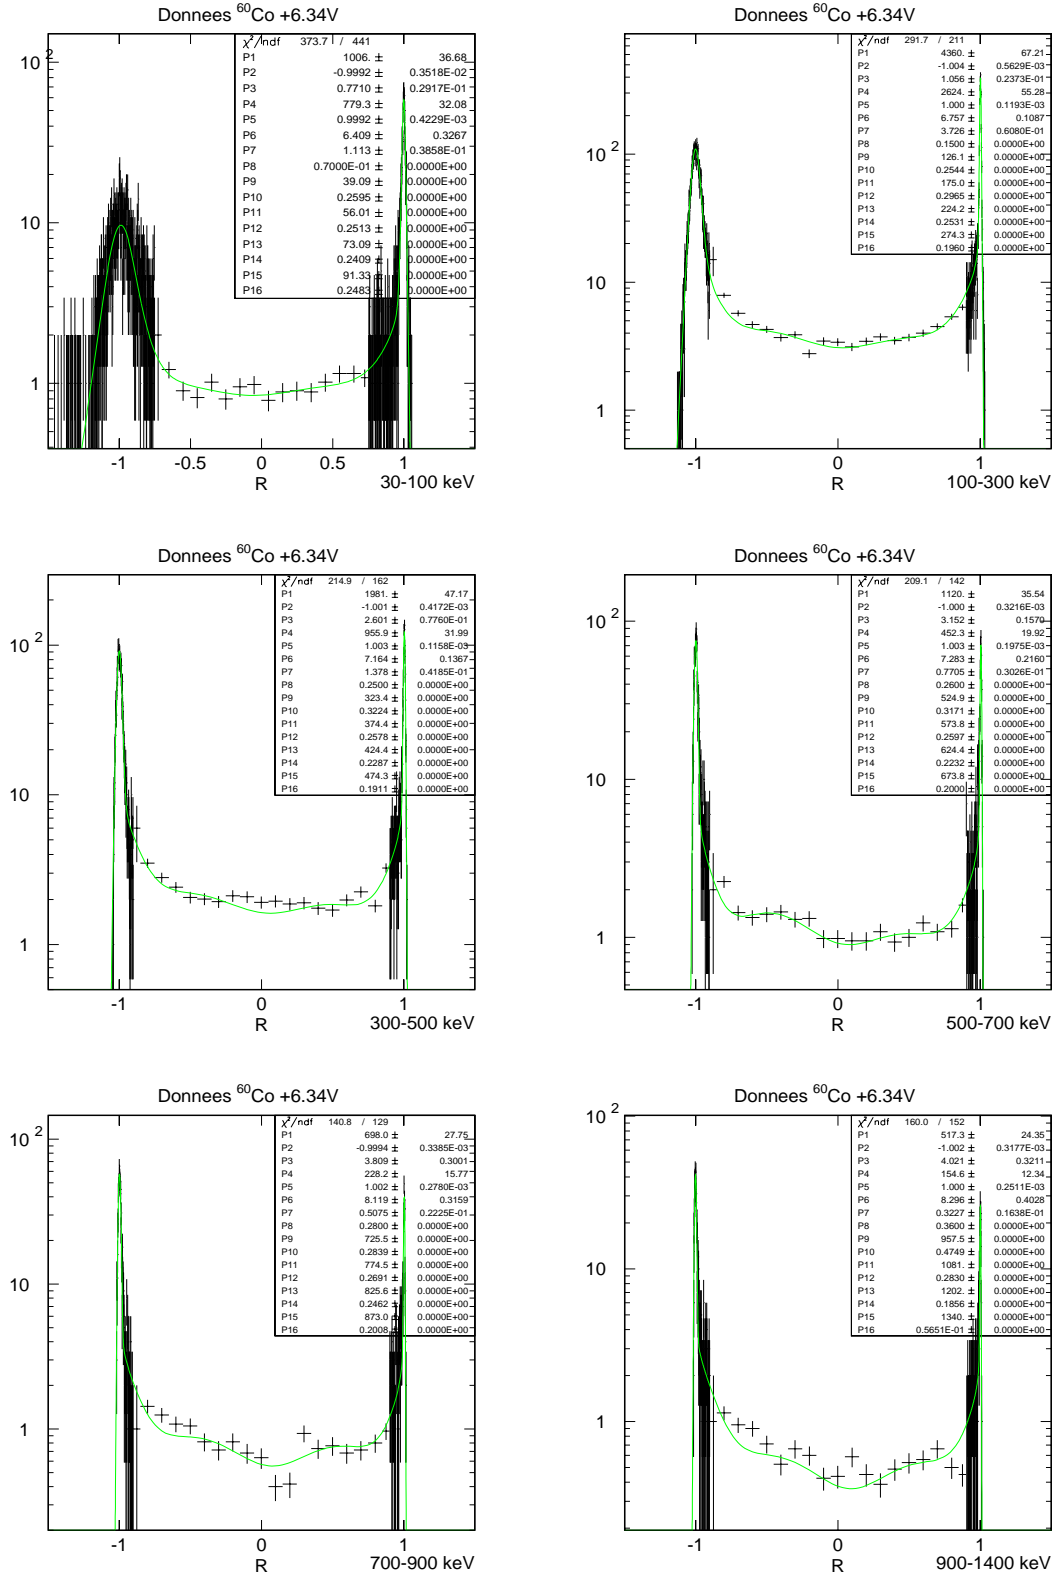 Donnees ⁶⁰Co +6.34V
χ²/ndf 373.7 / 441
P1 1006. ± 36.68
P2 -0.9992 ± 0.3518E-02
P3 0.7710 ± 0.2917E-01
P4 779.3 ± 32.08
P5 0.9992 ± 0.4229E-03
P6 6.409 ± 0.3267
P7 1.113 ± 0.3858E-01
P8 0.7000E-01 ± 0.0000E+00
P9 39.09 ± 0.0000E+00
P10 0.2595 ± 0.0000E+00
P11 56.01 ± 0.0000E+00
P12 0.2513 ± 0.0000E+00
P13 73.09 ± 0.0000E+00
P14 0.2409 ± 0.0000E+00
P15 91.33 ± 0.0000E+00
P16 0.2483 ± 0.0000E+00
10²
10
1
-1 -0.5 0 0.5 1
R
30-100 keV
Donnees ⁶⁰Co +6.34V
χ²/ndf 291.7 / 211
P1 4360. ± 67.21
P2 -1.004 ± 0.5629E-03
P3 1.056 ± 0.2373E-01
P4 2624. ± 55.28
P5 1.000 ± 0.1193E-03
P6 6.757 ± 0.1087
P7 3.726 ± 0.6080E-01
P8 0.1500 ± 0.0000E+00
P9 126.1 ± 0.0000E+00
P10 0.2544 ± 0.0000E+00
P11 175.0 ± 0.0000E+00
P12 0.2965 ± 0.0000E+00
P13 224.2 ± 0.0000E+00
P14 0.2531 ± 0.0000E+00
P15 274.3 ± 0.0000E+00
P16 0.1960 ± 0.0000E+00
10²
10
1
-1 0 1
R
100-300 keV
Donnees ⁶⁰Co +6.34V
χ²/ndf 214.9 / 162
P1 1981. ± 47.17
P2 -1.001 ± 0.4172E-03
P3 2.601 ± 0.7760E-01
P4 955.9 ± 31.99
P5 1.003 ± 0.1158E-03
P6 7.164 ± 0.1367
P7 1.378 ± 0.4185E-01
P8 0.2500 ± 0.0000E+00
P9 323.4 ± 0.0000E+00
P10 0.3224 ± 0.0000E+00
P11 374.4 ± 0.0000E+00
P12 0.2578 ± 0.0000E+00
P13 424.4 ± 0.0000E+00
P14 0.2287 ± 0.0000E+00
P15 474.3 ± 0.0000E+00
P16 0.1911 ± 0.0000E+00
10²
10
1
-1 0 1
R
300-500 keV
Donnees ⁶⁰Co +6.34V
χ²/ndf 209.1 / 142
P1 1120. ± 35.54
P2 -1.000 ± 0.3216E-03
P3 3.152 ± 0.1570
P4 452.3 ± 19.92
P5 1.003 ± 0.1975E-03
P6 7.283 ± 0.2160
P7 0.7705 ± 0.3026E-01
P8 0.2600 ± 0.0000E+00
P9 524.9 ± 0.0000E+00
P10 0.3171 ± 0.0000E+00
P11 573.8 ± 0.0000E+00
P12 0.2597 ± 0.0000E+00
P13 624.4 ± 0.0000E+00
P14 0.2232 ± 0.0000E+00
P15 673.8 ± 0.0000E+00
P16 0.2000 ± 0.0000E+00
10²
10
1
-1 0 1
R
500-700 keV
Donnees ⁶⁰Co +6.34V
χ²/ndf 140.8 / 129
P1 698.0 ± 27.75
P2 -0.9994 ± 0.3385E-03
P3 3.809 ± 0.3001
P4 228.2 ± 15.77
P5 1.002 ± 0.2780E-03
P6 8.119 ± 0.3159
P7 0.5075 ± 0.2225E-01
P8 0.2800 ± 0.0000E+00
P9 725.5 ± 0.0000E+00
P10 0.2839 ± 0.0000E+00
P11 774.5 ± 0.0000E+00
P12 0.2691 ± 0.0000E+00
P13 825.6 ± 0.0000E+00
P14 0.2462 ± 0.0000E+00
P15 873.0 ± 0.0000E+00
P16 0.2008 ± 0.0000E+00
10²
10
1
-1 0 1
R
700-900 keV
Donnees ⁶⁰Co +6.34V
χ²/ndf 160.0 / 152
P1 517.3 ± 24.35
P2 -1.002 ± 0.3177E-03
P3 4.021 ± 0.3211
P4 154.6 ± 12.34
P5 1.000 ± 0.2511E-03
P6 8.296 ± 0.4028
P7 0.3227 ± 0.1638E-01
P8 0.3600 ± 0.0000E+00
P9 957.5 ± 0.0000E+00
P10 0.4749 ± 0.0000E+00
P11 1081. ± 0.0000E+00
P12 0.2830 ± 0.0000E+00
P13 1202. ± 0.0000E+00
P14 0.1856 ± 0.0000E+00
P15 1340. ± 0.0000E+00
P16 0.5651E-01 ± 0.0000E+00
10²
10
1
-1 0 1
R
900-1400 keV